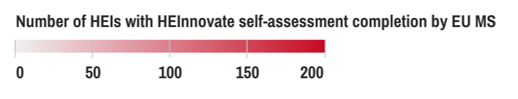 Number of HEIs with HEInnovate self-assessment completion by EU MS
0 50 100 150 200